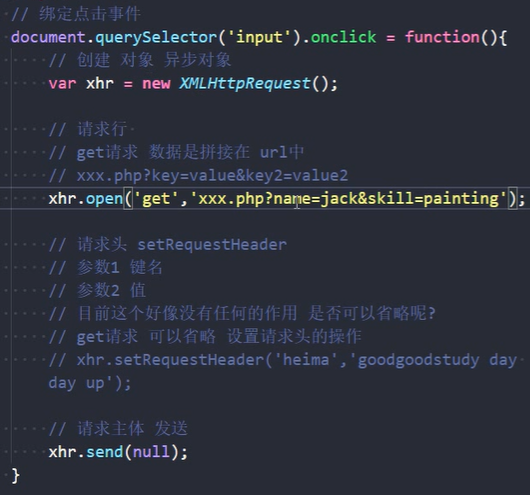 // 绑定点击事件
document.querySelector('input').onclick = function(){
// 创建 对象 异步对象
var xhr = new XMLHttpRequest();
// 请求行
// get请求 数据是拼接在 url中
// xxx.php?key=value&key2=value2
xhr.open('get','xxx.php?name=jack&skill=painting');
// 请求头 setRequestHeader
// 参数1 键名
// 参数2 值
// 目前这个好像没有任何的作用 是否可以省略呢?
// get请求 可以省略 设置请求头的操作
// xhr.setRequestHeader('heima','goodgoodstudy day
day up');
// 请求主体 发送
xhr.send(null);
}